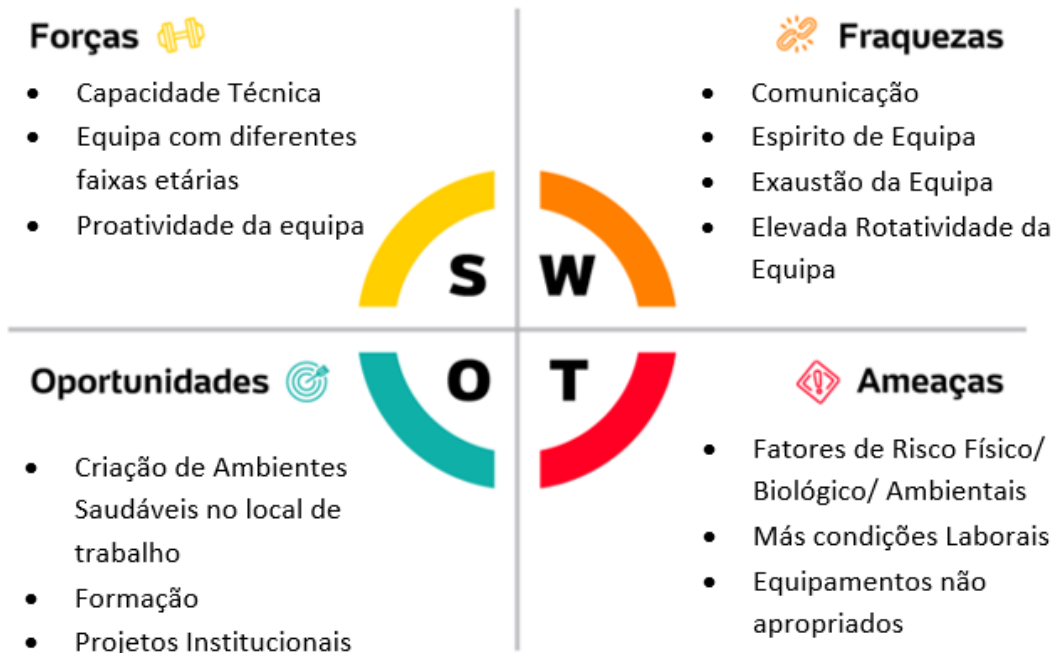 Forças
• Capacidade Técnica
• Equipa com diferentes
faixas etárias
• Proatividade da equipa
Fraquezas
• Comunicação
• Espirito de Equipa
• Exaustão da Equipa
• Elevada Rotatividade da
Equipa
S W
O T
Oportunidades
• Criação de Ambientes
Saudáveis no local de
trabalho
• Formação
• Projetos Institucionais
Ameaças
• Fatores de Risco Físico/
Biológico/ Ambientais
• Más condições Laborais
• Equipamentos não
apropriados